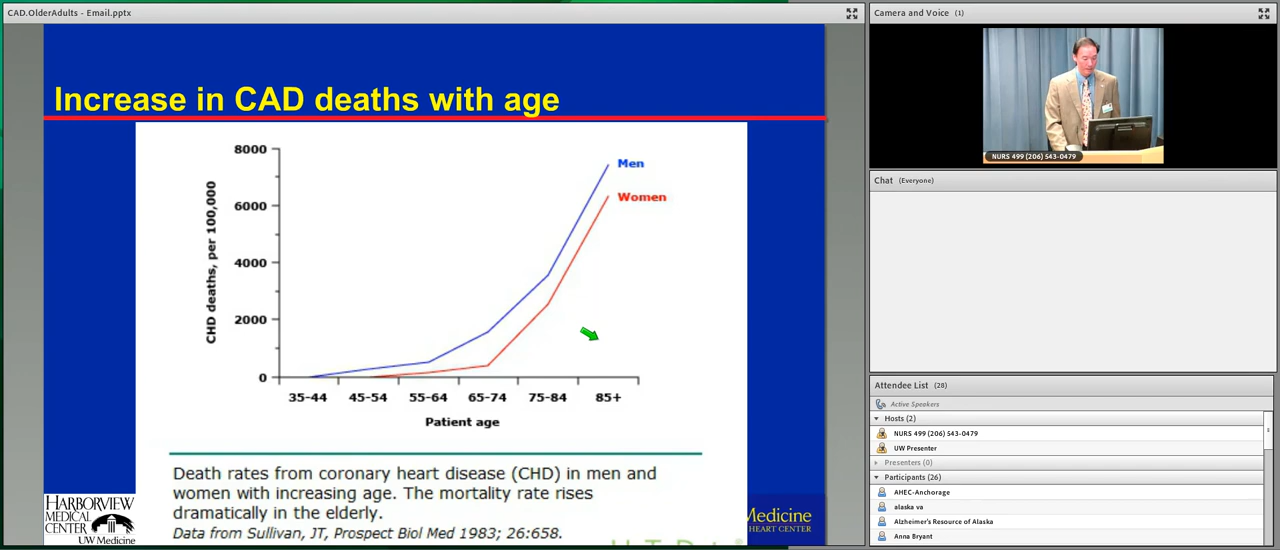 CAD.OlderAdults - Email.pptx
Increase in CAD deaths with age
8000
6000
4000
2000
0
CHD deaths, per 100,000
Men
Women
35-44 45-54 55-64 65-74 75-84 85+
Patient age
Death rates from coronary heart disease (CHD) in men and
women with increasing age. The mortality rate rises
dramatically in the elderly.
Data from Sullivan, JT, Prospect Biol Med 1983; 26:658.
HARBORVIEW
MEDICAL
CENTER
UW Medicine
Medicine
HEART CENTER
Camera and Voice (1)
NURS 499 (206) 543-0479
Chat (Everyone)
Attendee List (28)
Active Speakers
Hosts (2)
NURS 499 (206) 543-0479
UW Presenter
Presenters (0)
Participants (26)
AHEC-Anchorage
alaska va
Alzheimer's Resource of Alaska
Anna Bryant